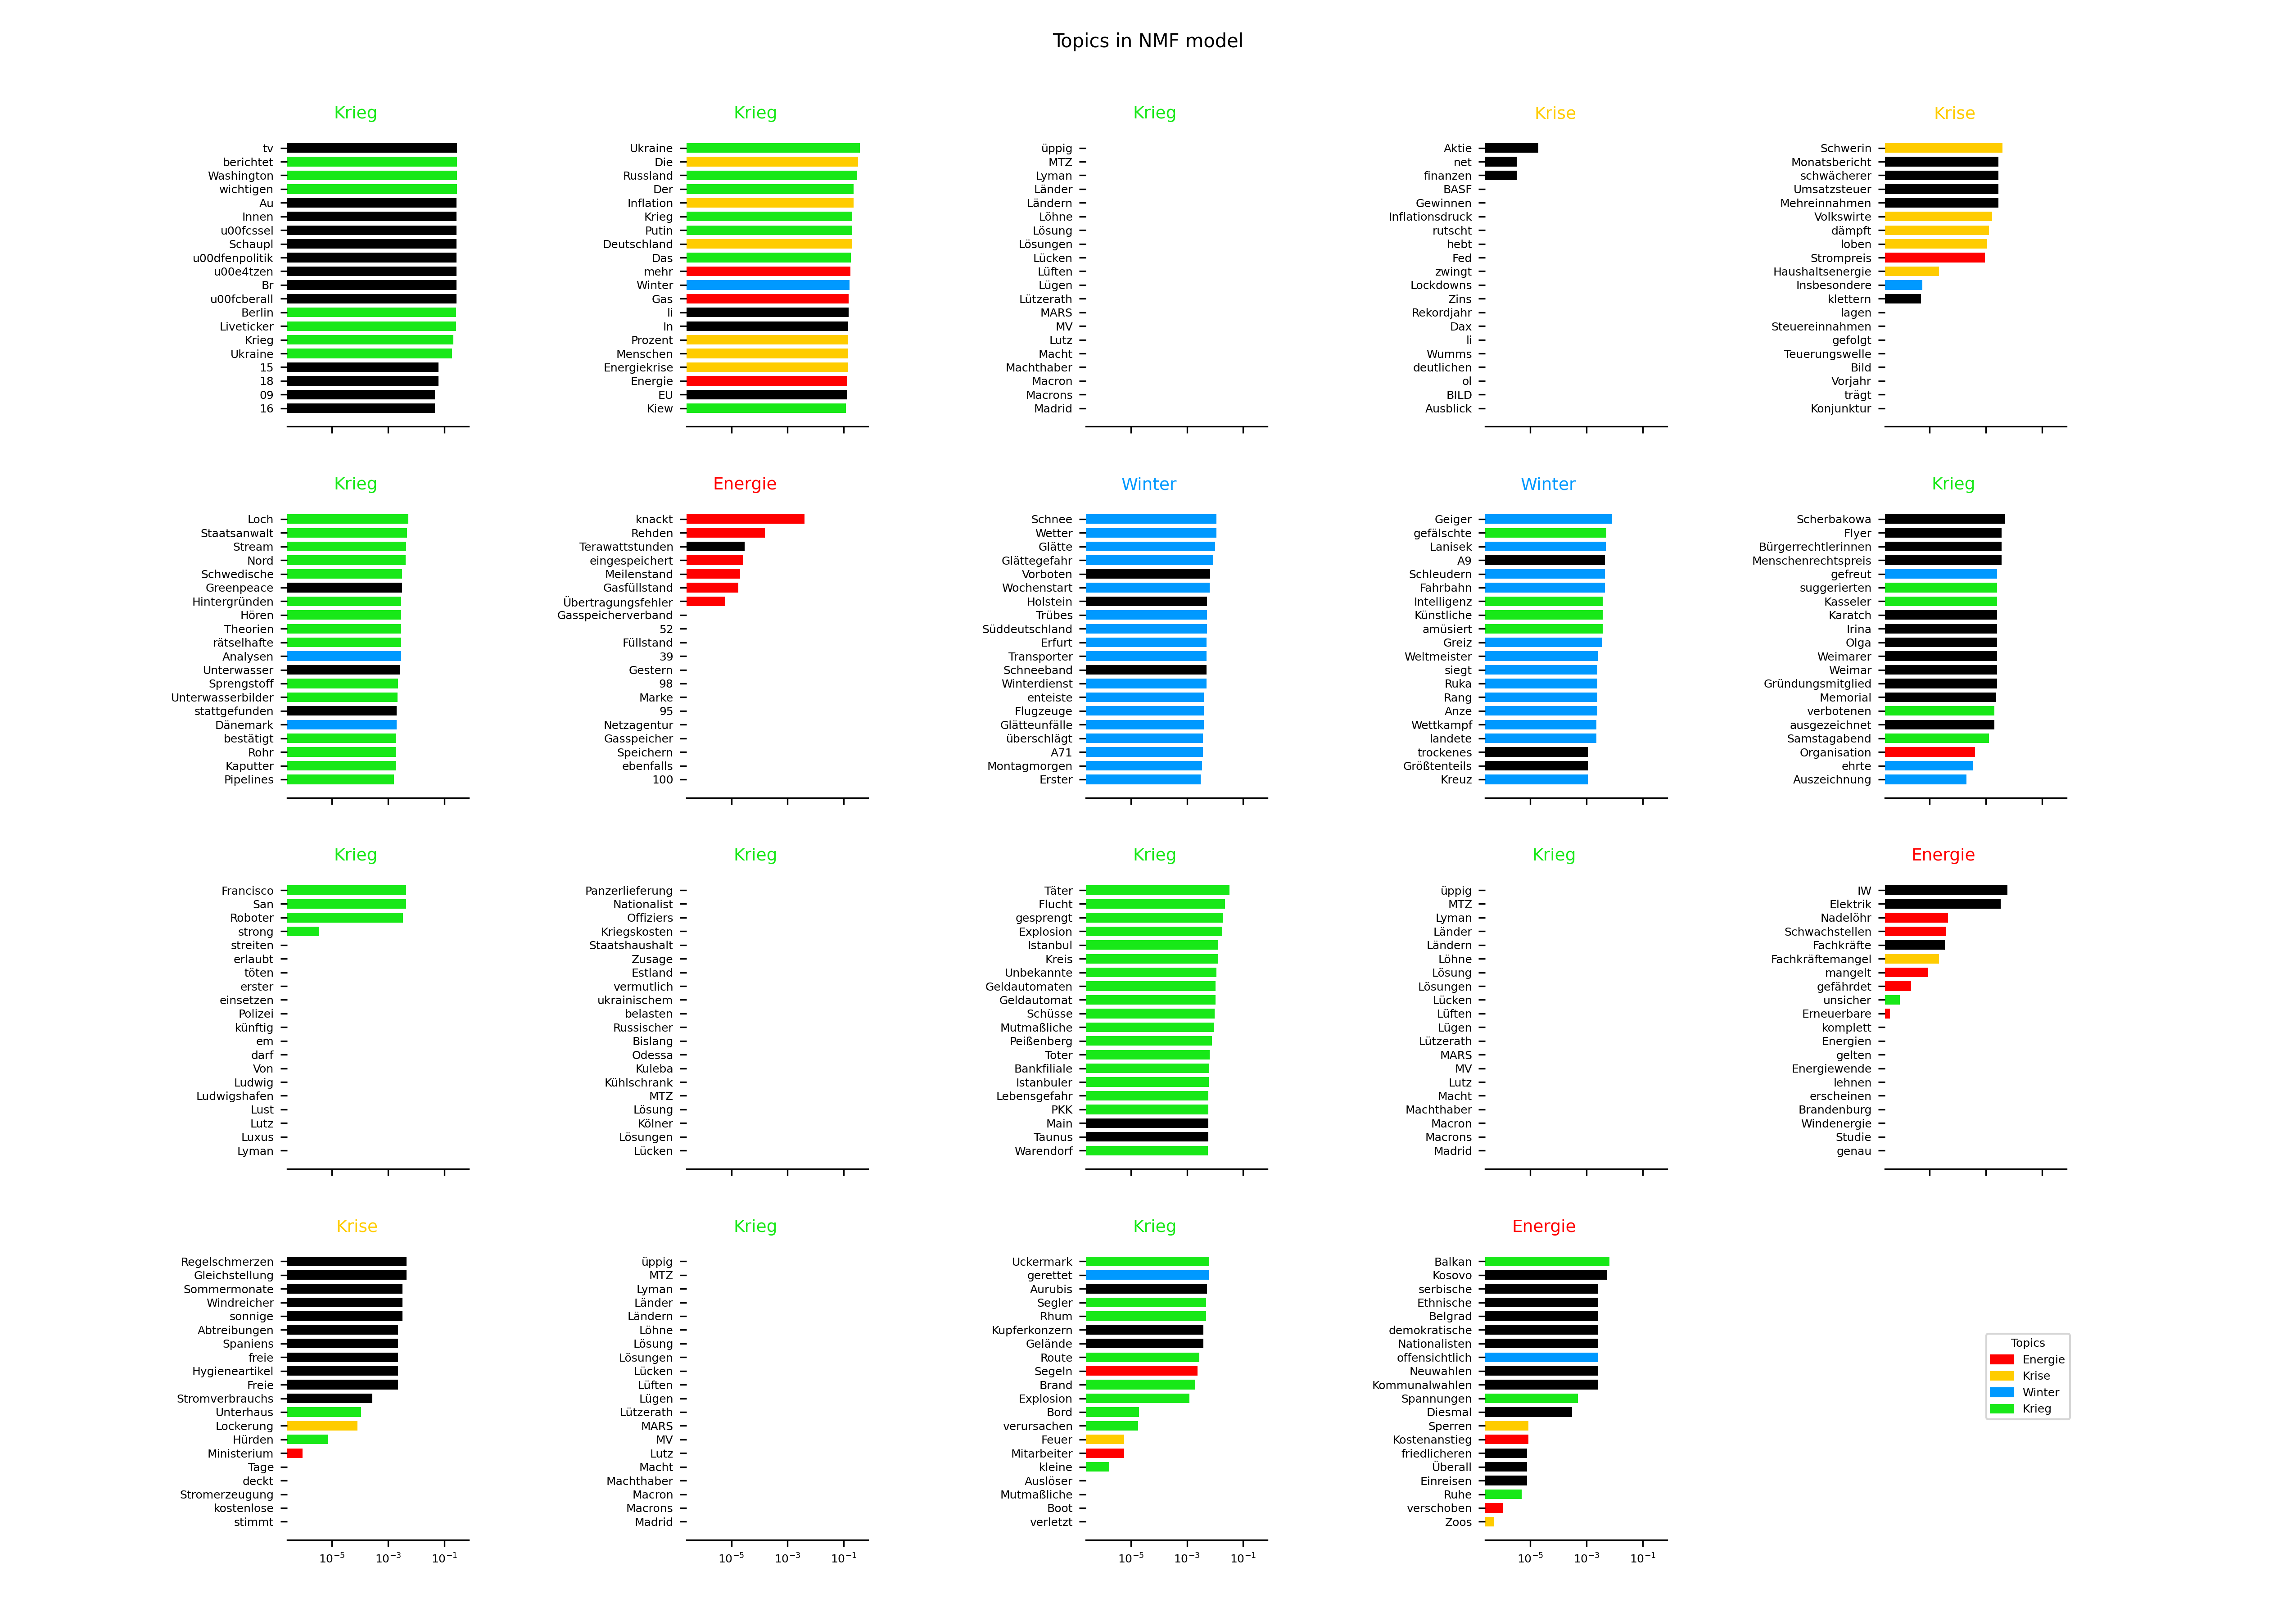 Topics in NMF model
Krieg
tv
berichtet
Washington
wichtigen
Au
Innen
u00fcssel
Schaupl
u00dfenpolitik
u00e4tzen
Br
u00fcberall
Berlin
Liveticker
Krieg
Ukraine
15
18
09
16
Krieg
Ukraine
Die
Russland
Der
Inflation
Krieg
Putin
Deutschland
Das
mehr
Winter
Gas
li
In
Prozent
Menschen
Energiekrise
Energie
EU
Kiew
Krieg
üppig
MTZ
Lyman
Länder
Ländern
Löhne
Lösung
Lösungen
Lücken
Lüften
Lügen
Lützerath
MARS
MV
Lutz
Macht
Machthaber
Macron
Macrons
Madrid
Krise
Aktie
net
finanzen
BASF
Gewinnen
Inflationsdruck
rutscht
hebt
Fed
zwingt
Lockdowns
Zins
Rekordjahr
Dax
li
Wumms
deutlichen
ol
BILD
Ausblick
Krise
Schwerin
Monatsbericht
schwächerer
Umsatzsteuer
Mehreinnahmen
Volkswirte
dämpft
loben
Strompreis
Haushaltsenergie
Insbesondere
klettern
lagen
Steuereinnahmen
gefolgt
Teuerungswelle
Bild
Vorjahr
trägt
Konjunktur
Krieg
Loch
Staatsanwalt
Stream
Nord
Schwedische
Greenpeace
Hintergründen
Hören
Theorien
rätselhafte
Analysen
Unterwasser
Sprengstoff
Unterwasserbilder
stattgefunden
Dänemark
bestätigt
Rohr
Kaputter
Pipelines
Energie
knackt
Rehden
Terawattstunden
eingespeichert
Meilenstand
Gasfüllstand
Übertragungsfehler
Gasspeicherverband
52
Füllstand
39
Gestern
98
Marke
95
Netzagentur
Gasspeicher
Speichern
ebenfalls
100
Winter
Schnee
Wetter
Glätte
Glättegefahr
Vorboten
Wochenstart
Holstein
Trübes
Süddeutschland
Erfurt
Transporter
Schneeband
Winterdienst
enteiste
Flugzeuge
Glätteunfälle
überschlägt
A71
Montagmorgen
Erster
Winter
Geiger
gefälschte
Lanisek
A9
Schleudern
Fahrbahn
Intelligenz
Künstliche
amüsiert
Greiz
Weltmeister
siegt
Ruka
Rang
Anze
Wettkampf
landete
trockenes
Größtenteils
Kreuz
Krieg
Scherbakowa
Flyer
Bürgerrechtlerinnen
Menschenrechtspreis
gefreut
suggerierten
Kasseler
Karatch
Irina
Olga
Weimarer
Weimar
Gründungsmitglied
Memorial
verbotenen
ausgezeichnet
Samstagabend
Organisation
ehrte
Auszeichnung
Krieg
Francisco
San
Roboter
strong
streiten
erlaubt
töten
erster
einsetzen
Polizei
künftig
em
darf
Von
Ludwig
Ludwigshafen
Lust
Lutz
Luxus
Lyman
Krieg
Panzerlieferung
Nationalist
Offiziers
Kriegskosten
Staatshaushalt
Zusage
Estland
vermutlich
ukrainischem
belasten
Russischer
Bislang
Odessa
Kuleba
Kühlschrank
MTZ
Lösung
Kölner
Lösungen
Lücken
Krieg
Täter
Flucht
gesprengt
Explosion
Istanbul
Kreis
Unbekannte
Geldautomaten
Geldautomat
Schüsse
Mutmaßliche
Peißenberg
Toter
Bankfiliale
Istanbuler
Lebensgefahr
PKK
Main
Taunus
Warendorf
Krieg
üppig
MTZ
Lyman
Länder
Ländern
Löhne
Lösung
Lösungen
Lücken
Lüften
Lügen
Lützerath
MARS
MV
Lutz
Macht
Machthaber
Macron
Macrons
Madrid
Energie
IW
Elektrik
Nadelöhr
Schwachstellen
Fachkräfte
Fachkräftemangel
mangelt
gefährdet
unsicher
Erneuerbare
komplett
Energien
gelten
Energiewende
lehnen
erscheinen
Brandenburg
Windenergie
Studie
genau
Krise
Regelschmerzen
Gleichstellung
Sommermonate
Windreicher
sonnige
Abtreibungen
Spaniens
freie
Hygieneartikel
Freie
Stromverbrauchs
Unterhaus
Lockerung
Hürden
Ministerium
Tage
deckt
Stromerzeugung
kostenlose
stimmt
10⁻⁵ 10⁻³ 10⁻¹
Krieg
üppig
MTZ
Lyman
Länder
Ländern
Löhne
Lösung
Lösungen
Lücken
Lüften
Lügen
Lützerath
MARS
MV
Lutz
Macht
Machthaber
Macron
Macrons
Madrid
10⁻⁵ 10⁻³ 10⁻¹
Krieg
Uckermark
gerettet
Aurubis
Segler
Rhum
Kupferkonzern
Gelände
Route
Segeln
Brand
Explosion
Bord
verursachen
Feuer
Mitarbeiter
kleine
Auslöser
Mutmaßliche
Boot
verletzt
10⁻⁵ 10⁻³ 10⁻¹
Energie
Balkan
Kosovo
serbische
Ethnische
Belgrad
demokratische
Nationalisten
offensichtlich
Neuwahlen
Kommunalwahlen
Spannungen
Diesmal
Sperren
Kostenanstieg
friedlicheren
Überall
Einreisen
Ruhe
verschoben
Zoos
10⁻⁵ 10⁻³ 10⁻¹
Topics
Energie
Krise
Winter
Krieg